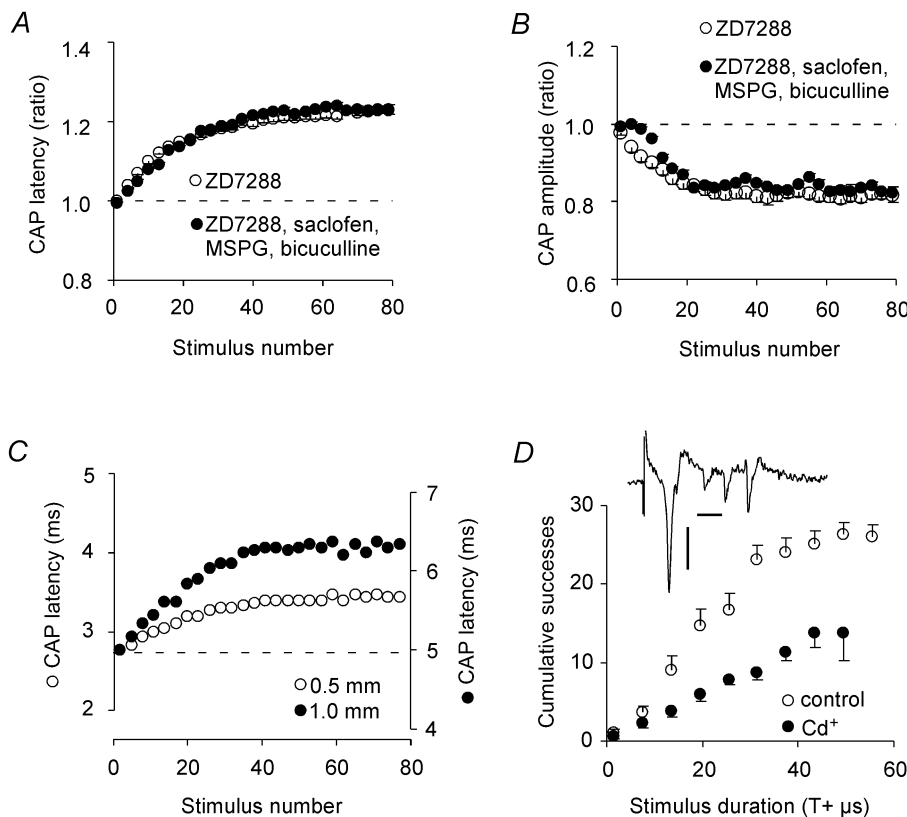 A
CAP latency (ratio)
1.4
1.2
1.0
0.8
ZD7288
ZD7288, saclofen,
MSPG, bicuculline
0
20
40
60
80
Stimulus number
B
CAP amplitude (ratio)
1.2
1.0
0.8
0.6
ZD7288
ZD7288, saclofen,
MSPG, bicuculline
0
20
40
60
80
Stimulus number
C
CAP latency (ms)
5
4
3
2
7
6
5
4
CAP latency (ms)
0.5 mm
1.0 mm
0
20
40
60
80
Stimulus number
D
Cumulative successes
30
20
10
0
control
Cd+
0
20
40
60
Stimulus duration (T+ µs)